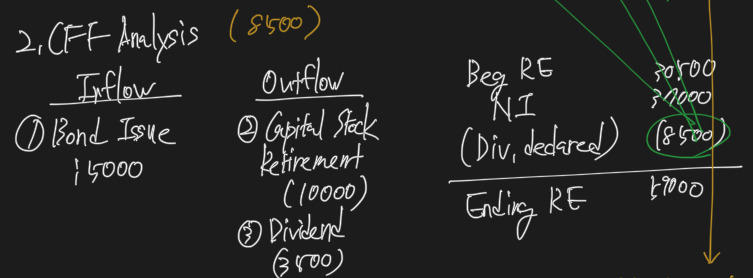 2. CFF Analysis (8500)
Inflow
① Bond Issue
15000
Outflow
② Capital Stock
Retirement
(10000)
③ Dividend
(3500)
Beg RE 30500
NI 37000
(Div, declared) (8500)
Ending RE 59000